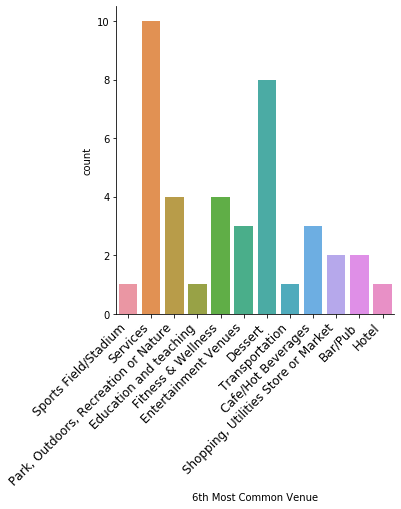 10
8
6
4
2
0
count
Sports Field/Stadium
Services
Park, Outdoors, Recreation or Nature
Education and teaching
Fitness & Wellness
Entertainment Venues
Dessert
Transportation
Cafe/Hot Beverages
Shopping, Utilities Store or Market
Bar/Pub
Hotel
6th Most Common Venue